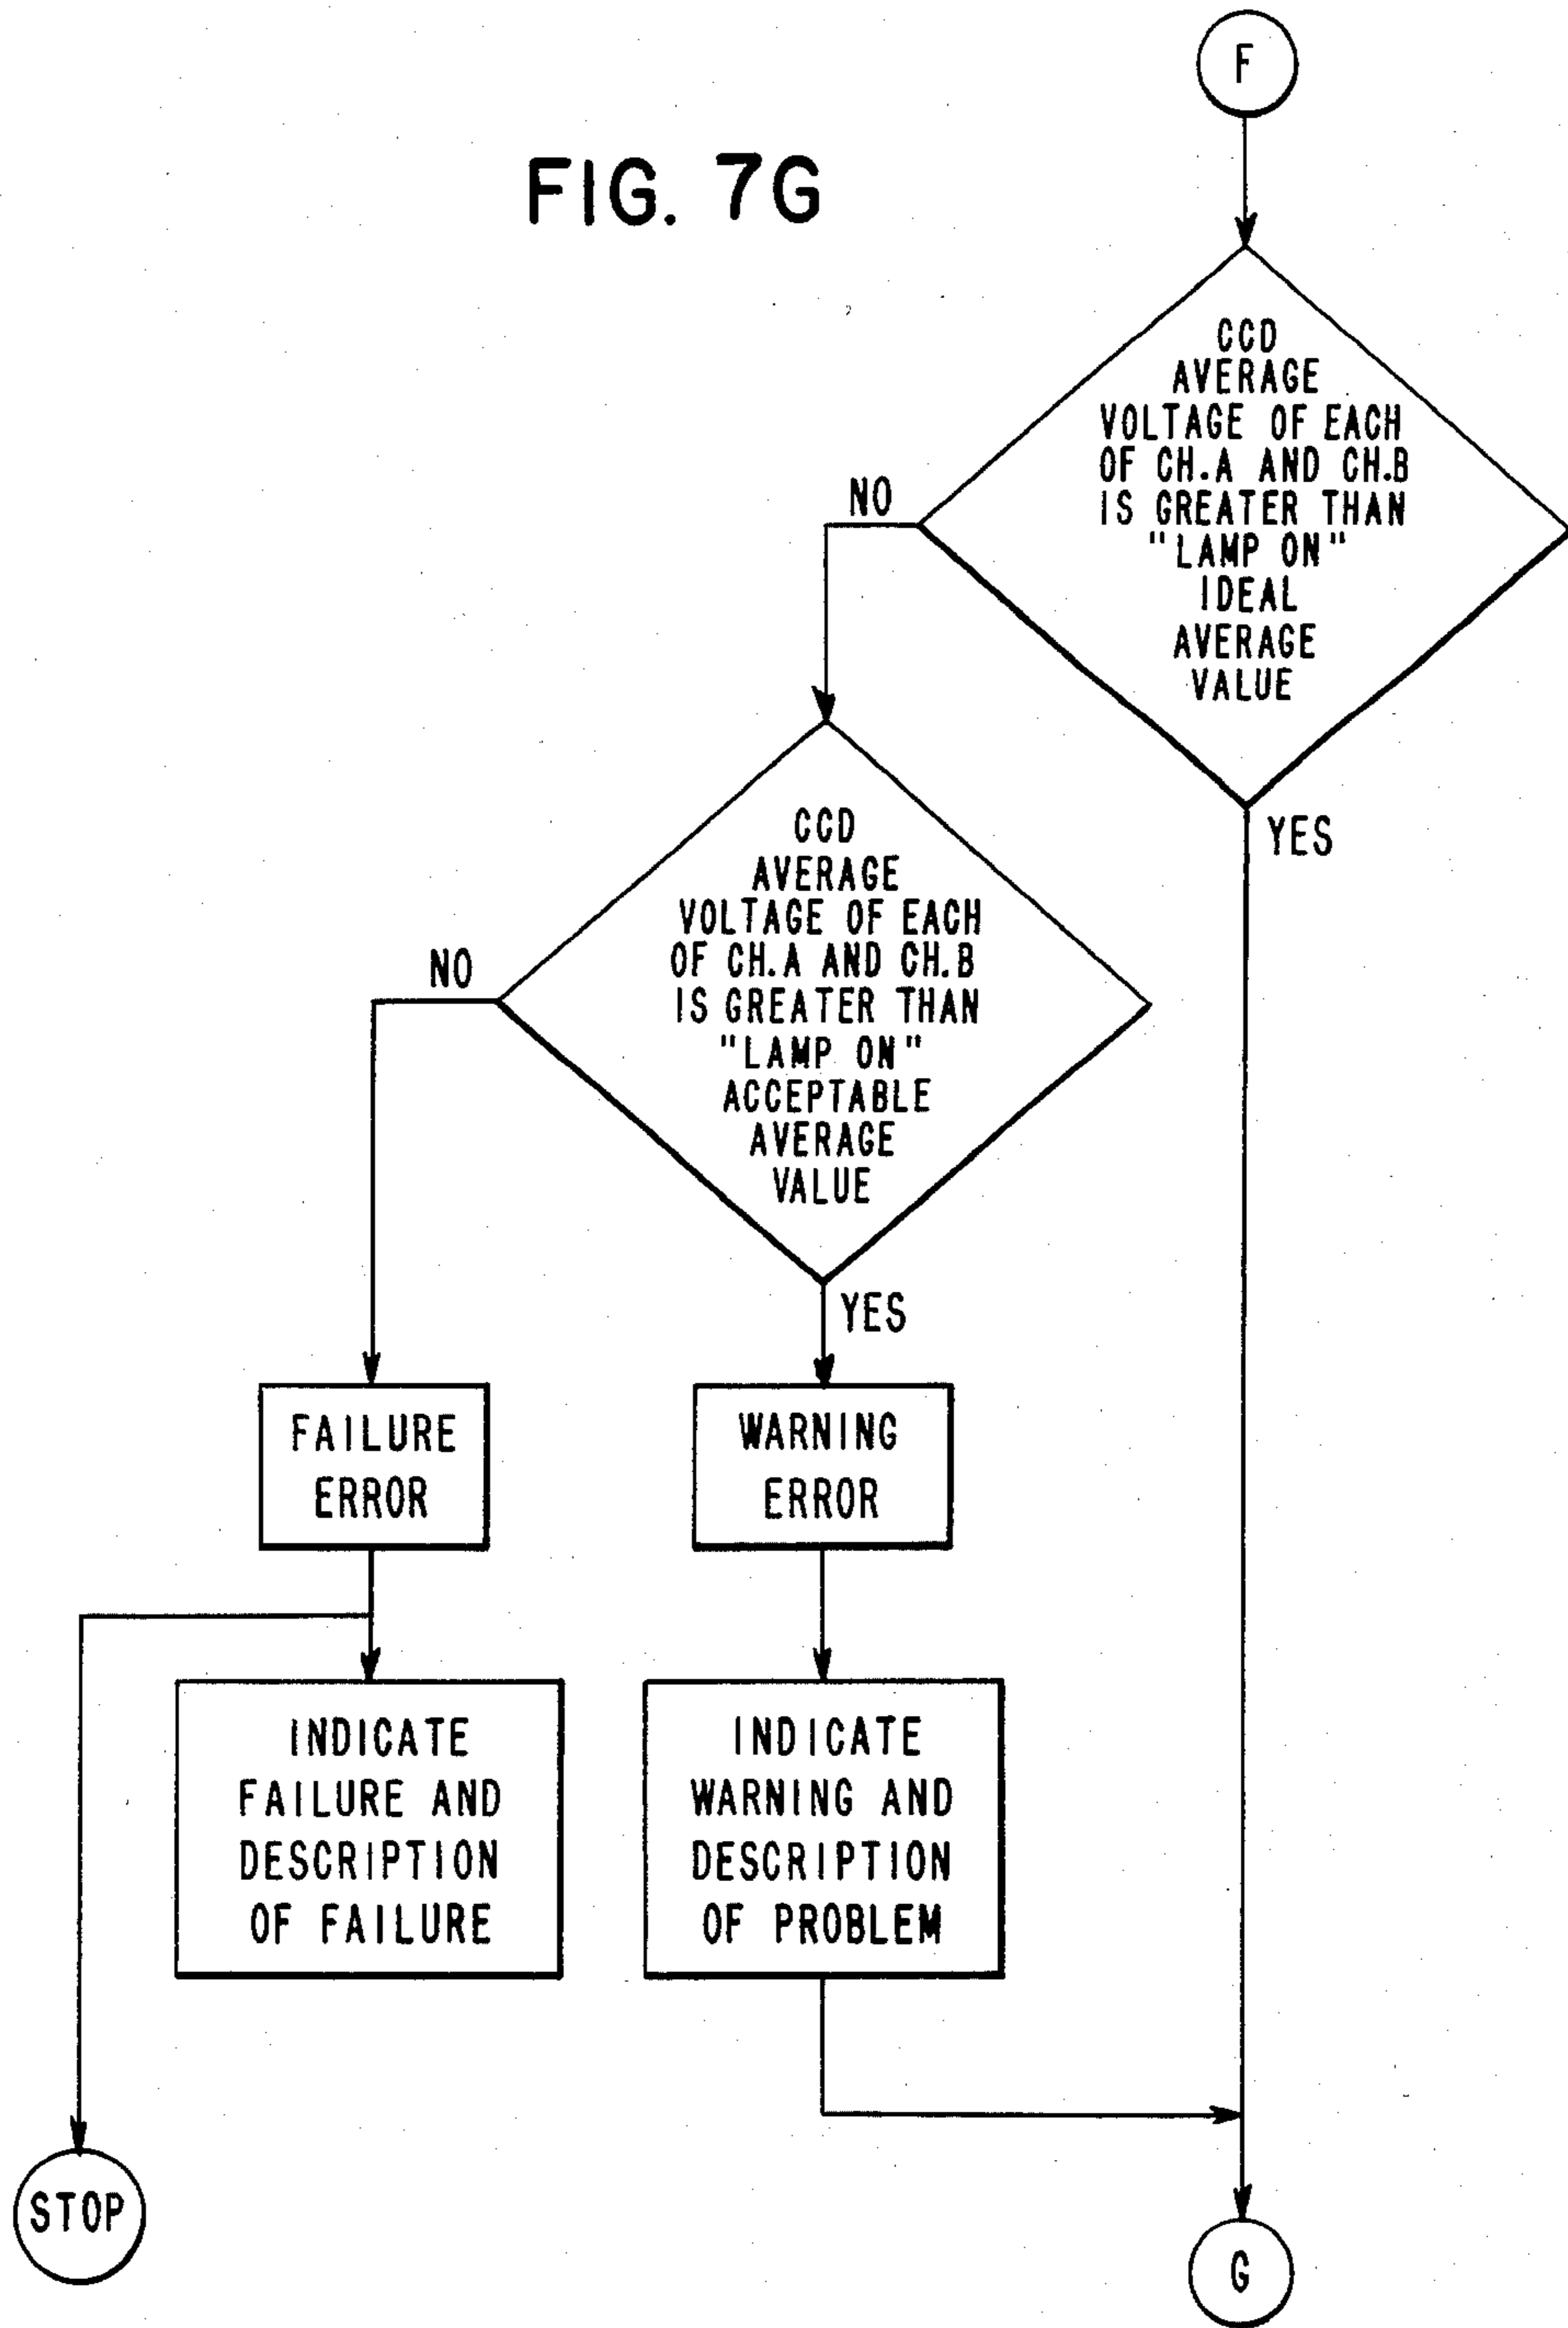 F
FIG. 7G
CCD
AVERAGE
VOLTAGE OF EACH
OF CH.A AND CH.B
IS GREATER THAN
"LAMP ON"
IDEAL
AVERAGE
VALUE
NO
YES
CCD
AVERAGE
VOLTAGE OF EACH
OF CH.A AND CH.B
IS GREATER THAN
"LAMP ON"
ACCEPTABLE
AVERAGE
VALUE
NO
YES
FAILURE
ERROR
WARNING
ERROR
INDICATE
FAILURE AND
DESCRIPTION
OF FAILURE
INDICATE
WARNING AND
DESCRIPTION
OF PROBLEM
STOP
G